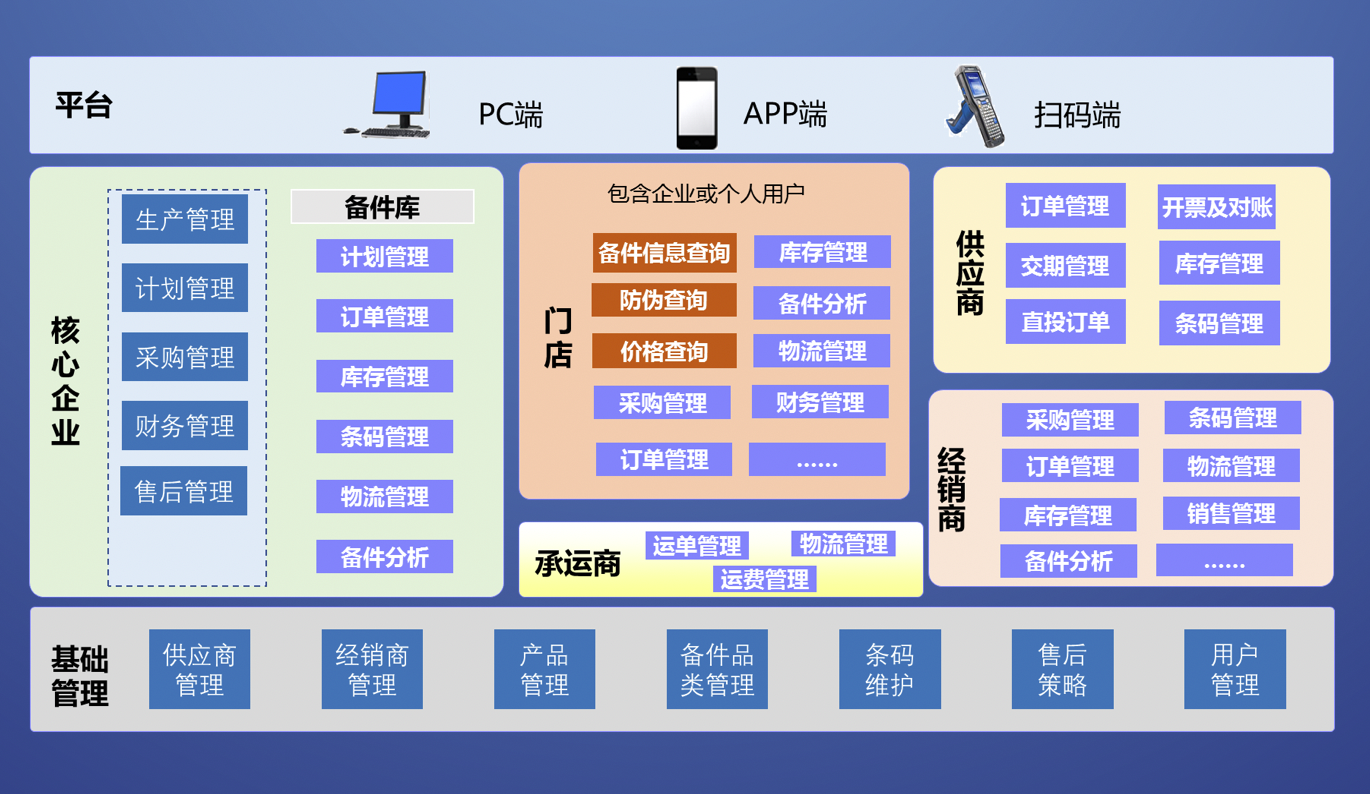 平台
PC端
APP端
扫码端
核心企业
生产管理
计划管理
采购管理
财务管理
售后管理
备件库
计划管理
订单管理
库存管理
条码管理
物流管理
备件分析
包含企业或个人用户
门店
备件信息查询
库存管理
防伪查询
备件分析
价格查询
物流管理
采购管理
财务管理
订单管理
......
承运商
运单管理
物流管理
运费管理
供应商
订单管理
开票及对账
交期管理
库存管理
直投订单
条码管理
经销商
采购管理
条码管理
订单管理
物流管理
库存管理
销售管理
备件分析
......
基础
管理
供应商
管理
经销商
管理
产品
管理
备件品
类管理
条码
维护
售后
策略
用户
管理